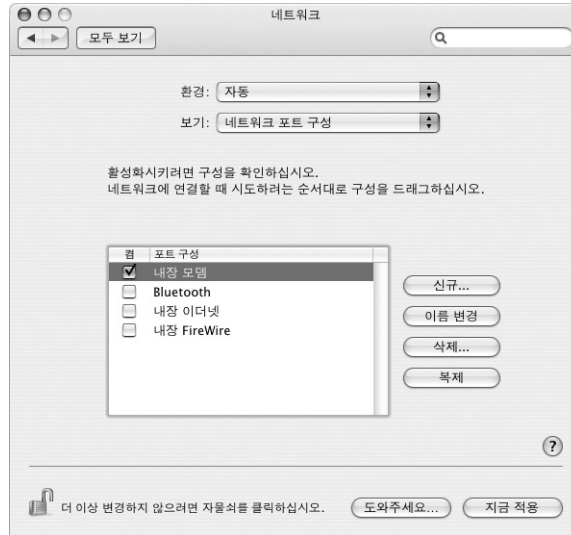 네트워크
모두 보기
환경: 자동
보기: 네트워크 포트 구성
활성화시키려면 구성을 확인하십시오.
네트워크에 연결할 때 시도하려는 순서대로 구성을 드래그하십시오.
켬 포트 구성
내장 모뎀
Bluetooth
내장 이더넷
내장 FireWire
신규...
이름 변경
삭제...
복제
?
더 이상 변경하지 않으려면 자물쇠를 클릭하십시오.
도와주세요...
지금 적용